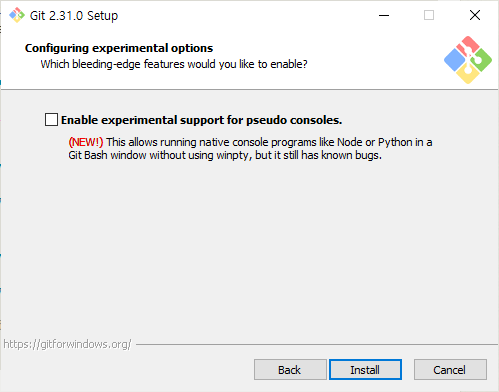 Git 2.31.0 Setup
Configuring experimental options
Which bleeding-edge features would you like to enable?
Enable experimental support for pseudo consoles.
(NEW!) This allows running native console programs like Node or Python in a
Git Bash window without using winpty, but it still has known bugs.
https://gitforwindows.org/
Back
Install
Cancel